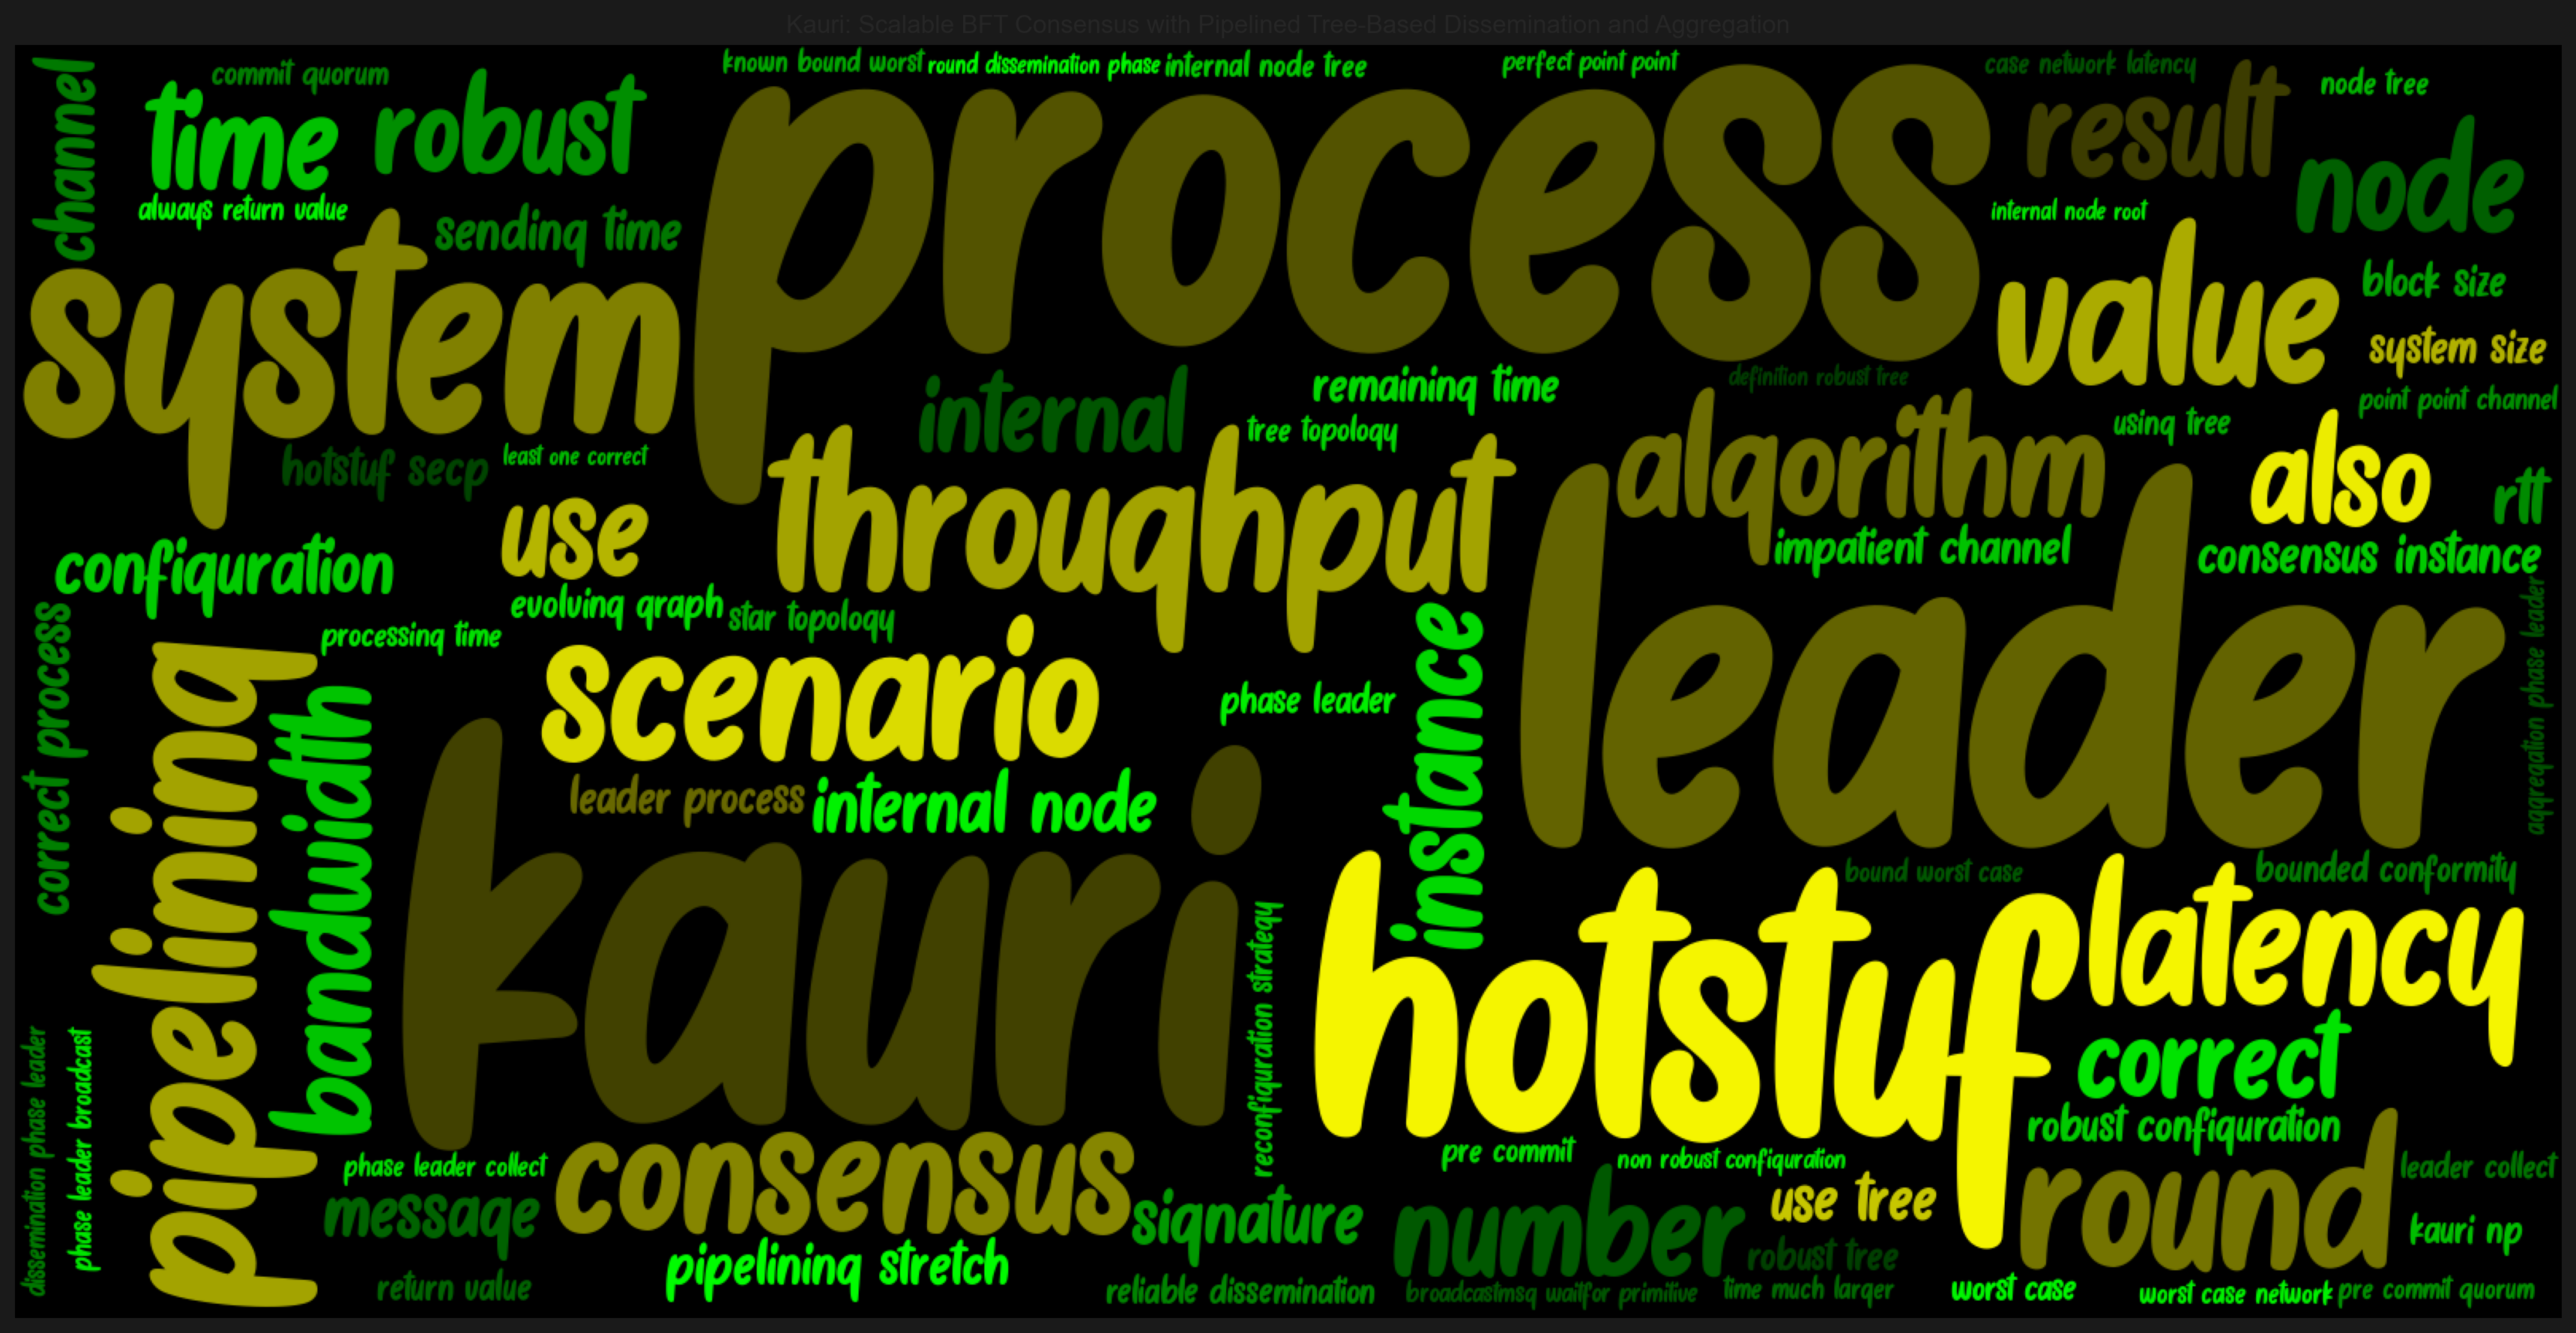 Kauri: Scalable BFT Consensus with Pipelined Tree-Based Dissemination and Aggregation
known bound worst
round dissemination phase
internal node tree
perfect point point
case network latency
channel
commit quorum
time
robust
process
result
node tree
node
always return value
sending time
internal node root
system
value
block size
system size
internal
remaining time
definition robust tree
point point channel
hotstuf secp
least one correct
tree topology
algorithm
using tree
also
rtt
use
throughput
impatient channel
consensus instance
configuration
evolving graph
star topology
leader
aggregation phase leader
correct process
processing time
scenario
phase leader
instance
pipelining
bandwidth
leader process
internal node
kauri
bound worst case
bounded conformity
hotstuf
latency
reconfiguration strategy
correct
dissemination phase leader
phase leader broadcast
robust configuration
phase leader collect
consensus
pre commit
non robust configuration
round
leader collect
message
signature
number
use tree
kauri np
pipelining stretch
robust tree
return value
reliable dissemination
broadcastmsg waitfor primitive
time much larger
worst case
worst case network
pre commit quorum